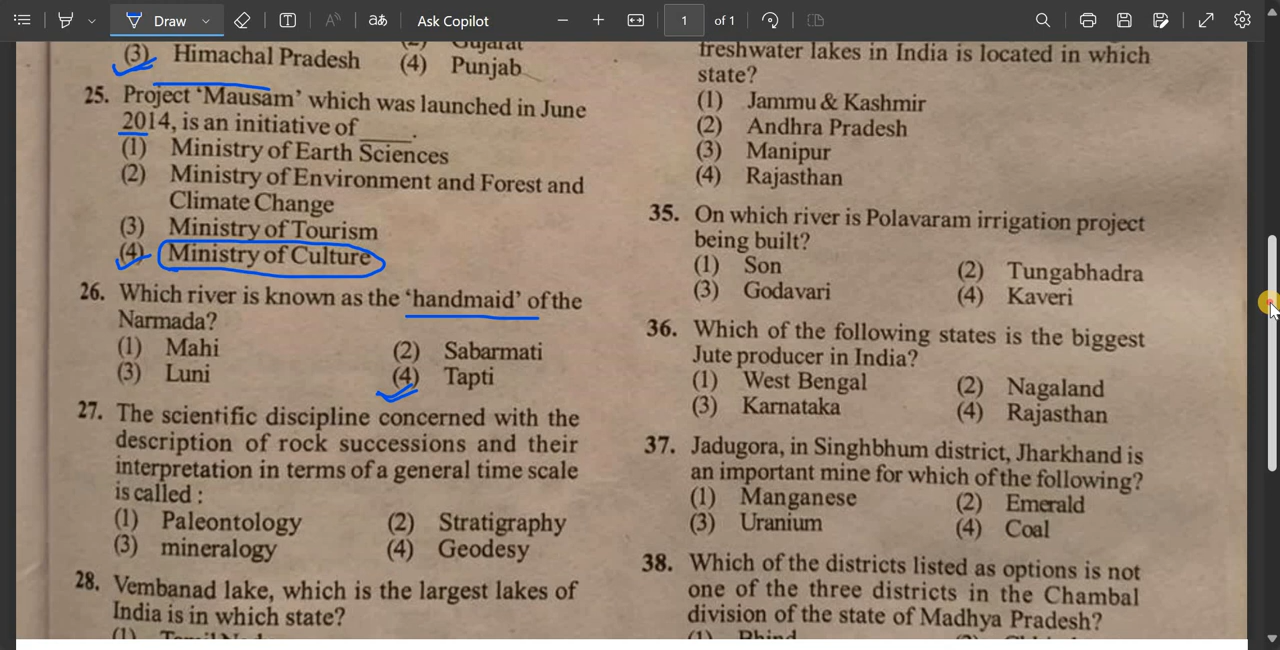 Draw
A
aあ
Ask Copilot
1
of 1
(3) Himachal Pradesh
Gujarat
(4) Punjab
25. Project ‘Mausam’ which was launched in June
2014, is an initiative of ____.
(1) Ministry of Earth Sciences
(2) Ministry of Environment and Forest and
Climate Change
(3) Ministry of Tourism
(4) Ministry of Culture
26. Which river is known as the ‘handmaid’ of the
Narmada?
(1) Mahi (2) Sabarmati
(3) Luni (4) Tapti
27. The scientific discipline concerned with the
description of rock successions and their
interpretation in terms of a general time scale
is called :
(1) Paleontology (2) Stratigraphy
(3) mineralogy (4) Geodesy
28. Vembanad lake, which is the largest lakes of
India is in which state?
freshwater lakes in India is located in which
state?
(1) Jammu & Kashmir
(2) Andhra Pradesh
(3) Manipur
(4) Rajasthan
35. On which river is Polavaram irrigation project
being built?
(1) Son (2) Tungabhadra
(3) Godavari (4) Kaveri
36. Which of the following states is the biggest
Jute producer in India?
(1) West Bengal (2) Nagaland
(3) Karnataka (4) Rajasthan
37. Jadugora, in Singhbhum district, Jharkhand is
an important mine for which of the following?
(1) Manganese (2) Emerald
(3) Uranium (4) Coal
38. Which of the districts listed as options is not
one of the three districts in the Chambal
division of the state of Madhya Pradesh?
(1) Bhind